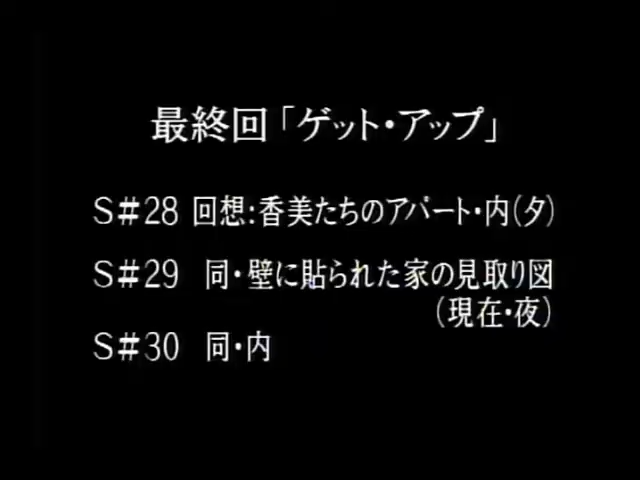 最終回「ゲット・アップ」
S#28 回想:香美たちのアパート・内(夕)
S#29 同・壁に貼られた家の見取り図
(現在・夜)
S#30 同・内